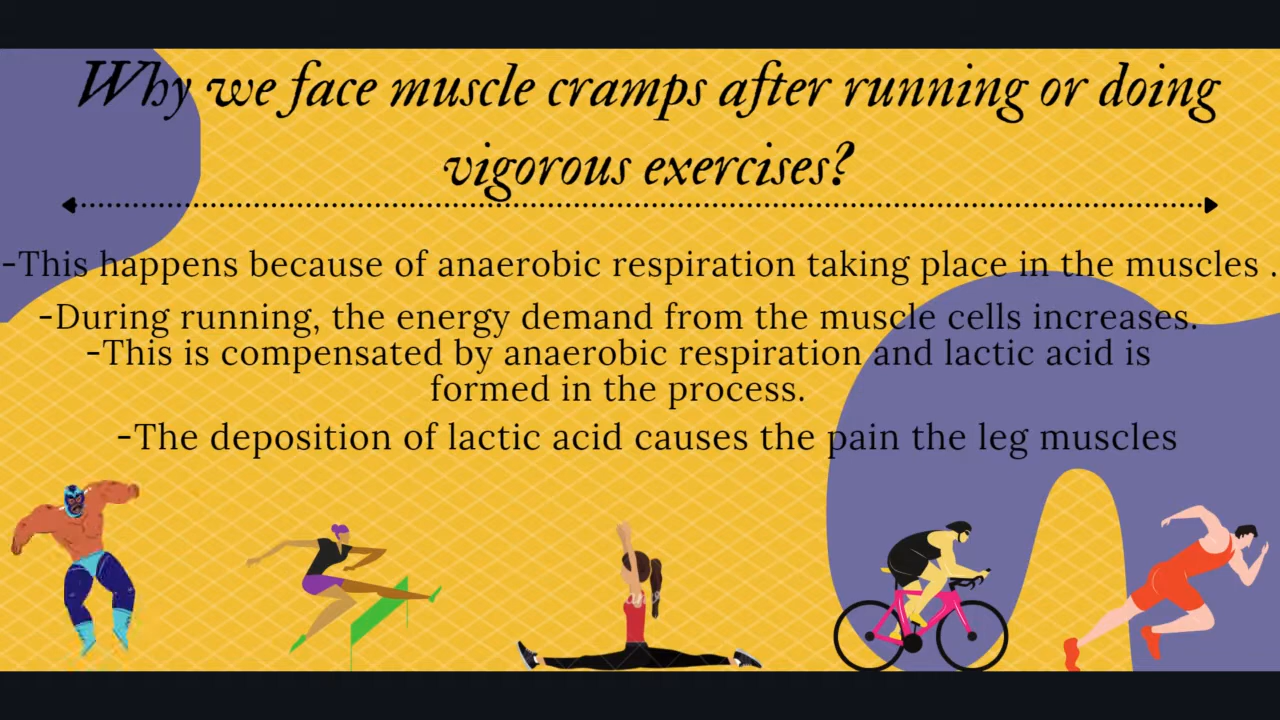 Why we face muscle cramps after running or doing
vigorous exercises?
-This happens because of anaerobic respiration taking place in the muscles .
-During running, the energy demand from the muscle cells increases.
-This is compensated by anaerobic respiration and lactic acid is
formed in the process.
-The deposition of lactic acid causes the pain the leg muscles